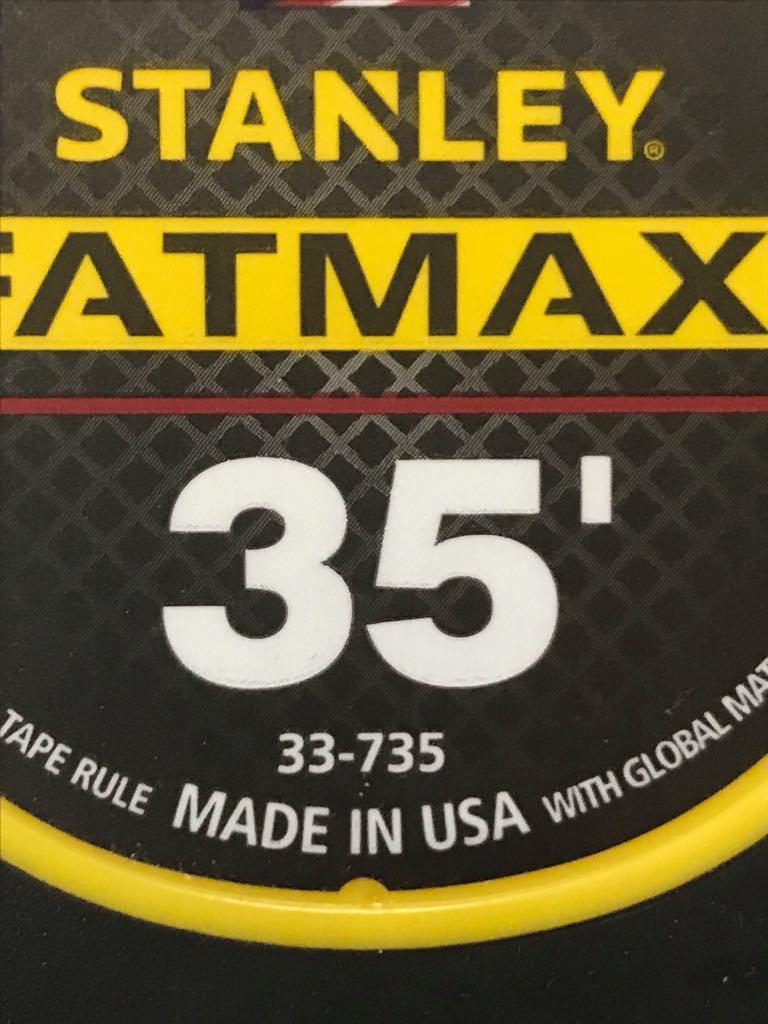 STANLEY®
FATMAX
35'
33-735
TAPE RULE MADE IN USA WITH GLOBAL